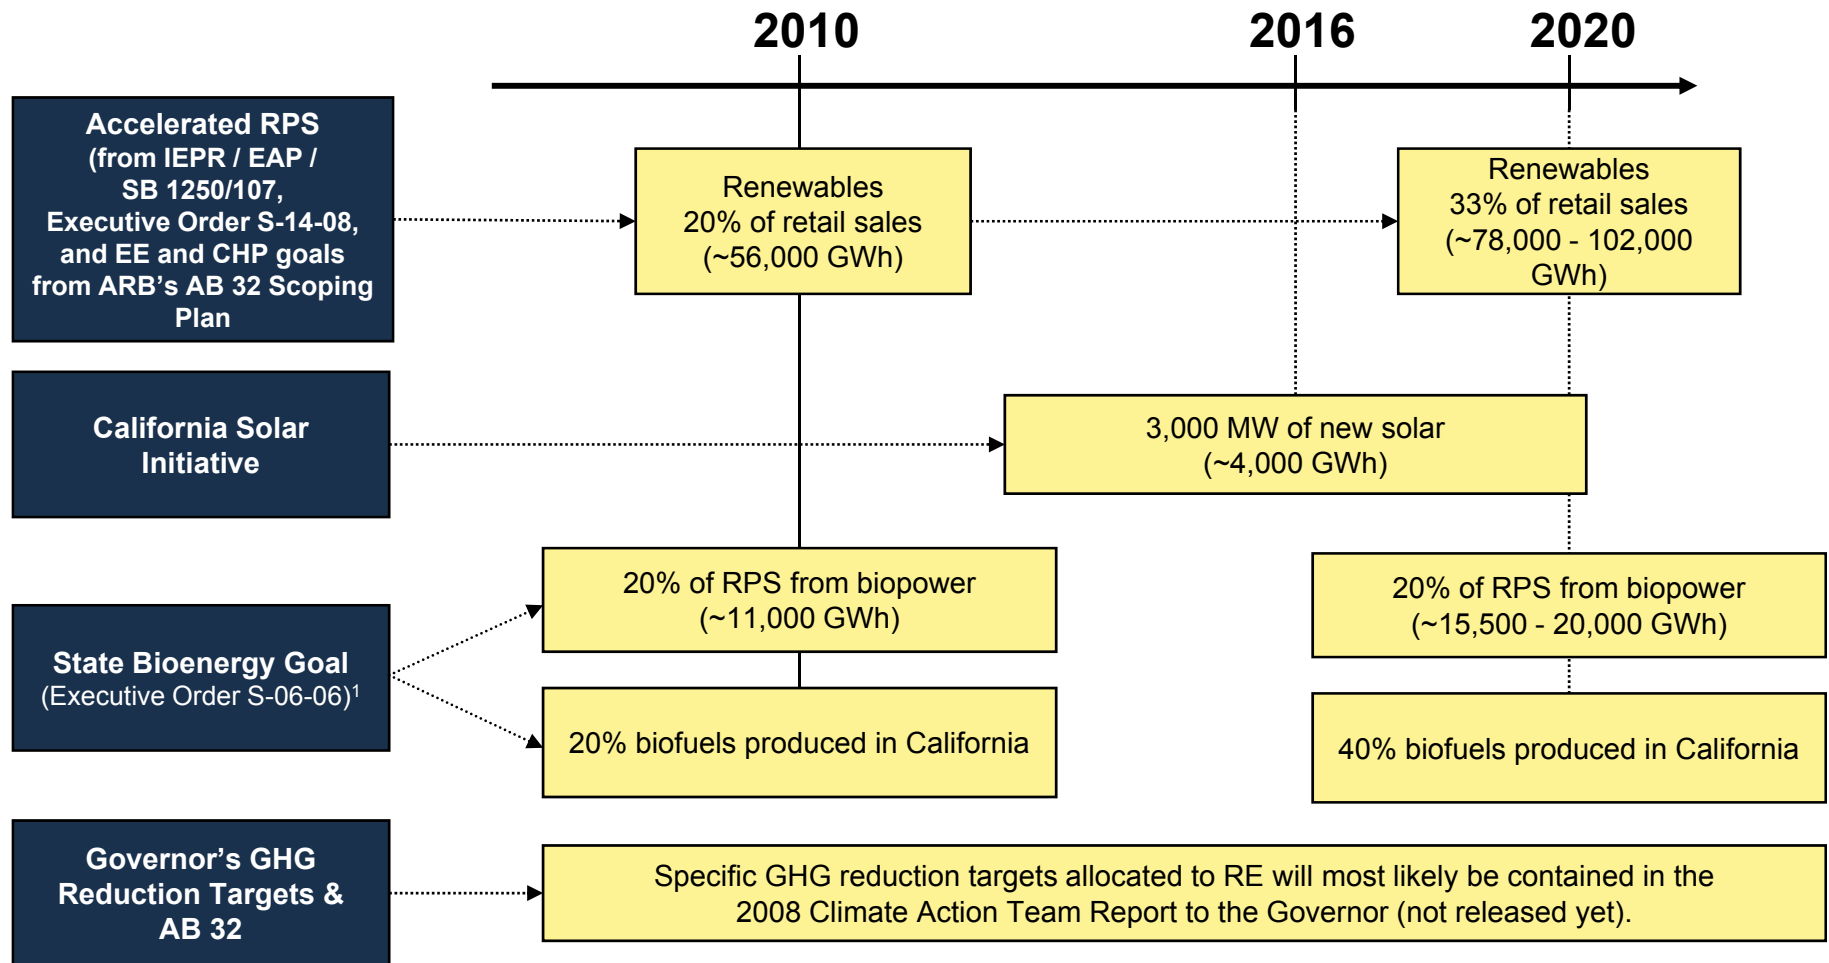 2010
2016
2020
Accelerated RPS
(from IEPR / EAP /
SB 1250/107,
Executive Order S-14-08,
and EE and CHP goals
from ARB’s AB 32 Scoping
Plan
Renewables
20% of retail sales
(~56,000 GWh)
Renewables
33% of retail sales
(~78,000 - 102,000
GWh)
California Solar
Initiative
3,000 MW of new solar
(~4,000 GWh)
State Bioenergy Goal
(Executive Order S-06-06)¹
20% of RPS from biopower
(~11,000 GWh)
20% of RPS from biopower
(~15,500 - 20,000 GWh)
20% biofuels produced in California
40% biofuels produced in California
Governor’s GHG
Reduction Targets &
AB 32
Specific GHG reduction targets allocated to RE will most likely be contained in the
2008 Climate Action Team Report to the Governor (not released yet).